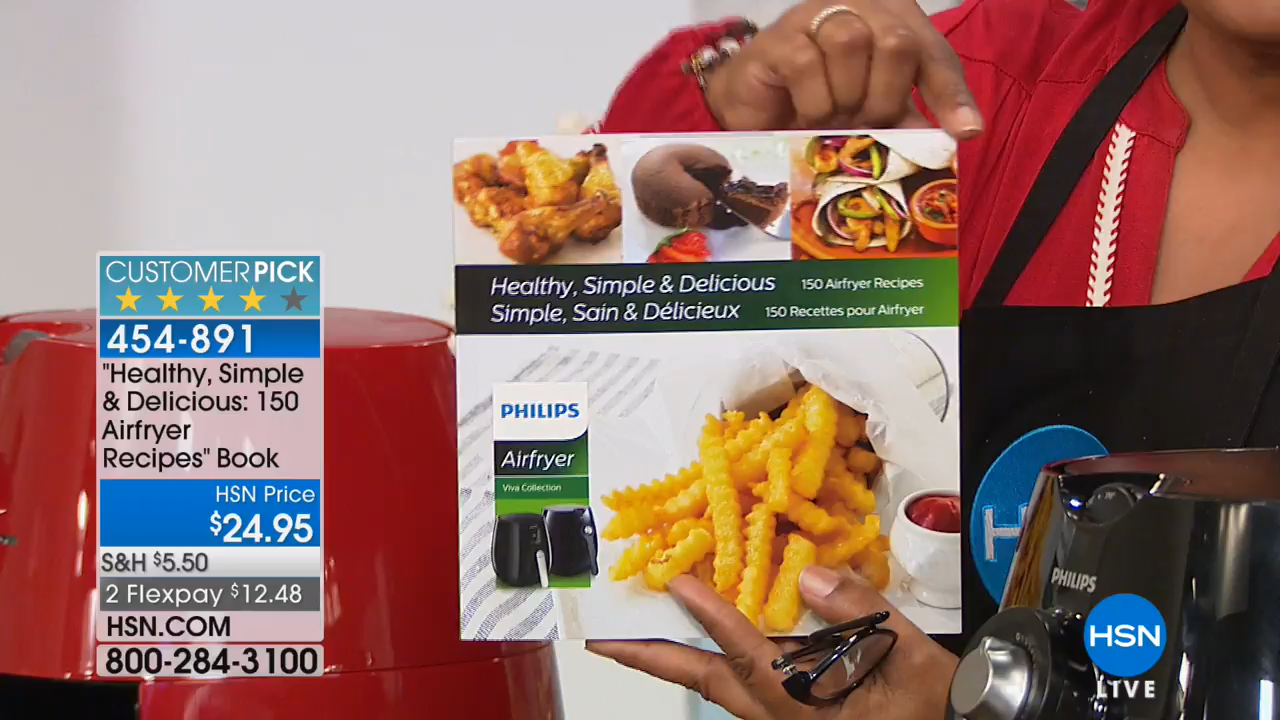 CUSTOMER PICK
454-891
"Healthy, Simple
& Delicious: 150
Airfryer
Recipes" Book
HSN Price
$24.95
S&H $5.50
2 Flexpay $12.48
HSN.COM
800-284-3100
Healthy, Simple & Delicious 150 Airfryer Recipes
Simple, Sain & Délicieux 150 Recettes pour Airfryer
PHILIPS
Airfryer
Viva Collection
H
PHILIPS
HSN
LIVE